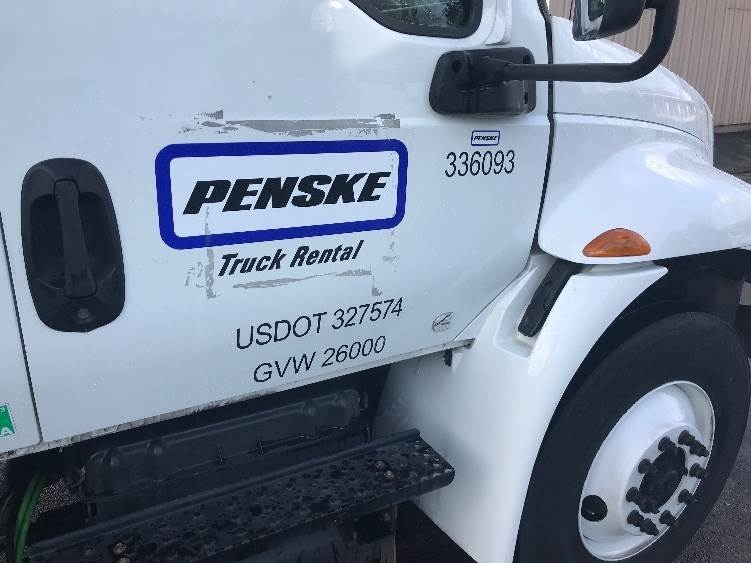 PENSKE
336093
PENSKE
Truck Rental
USDOT 327574
GVW 26000
A